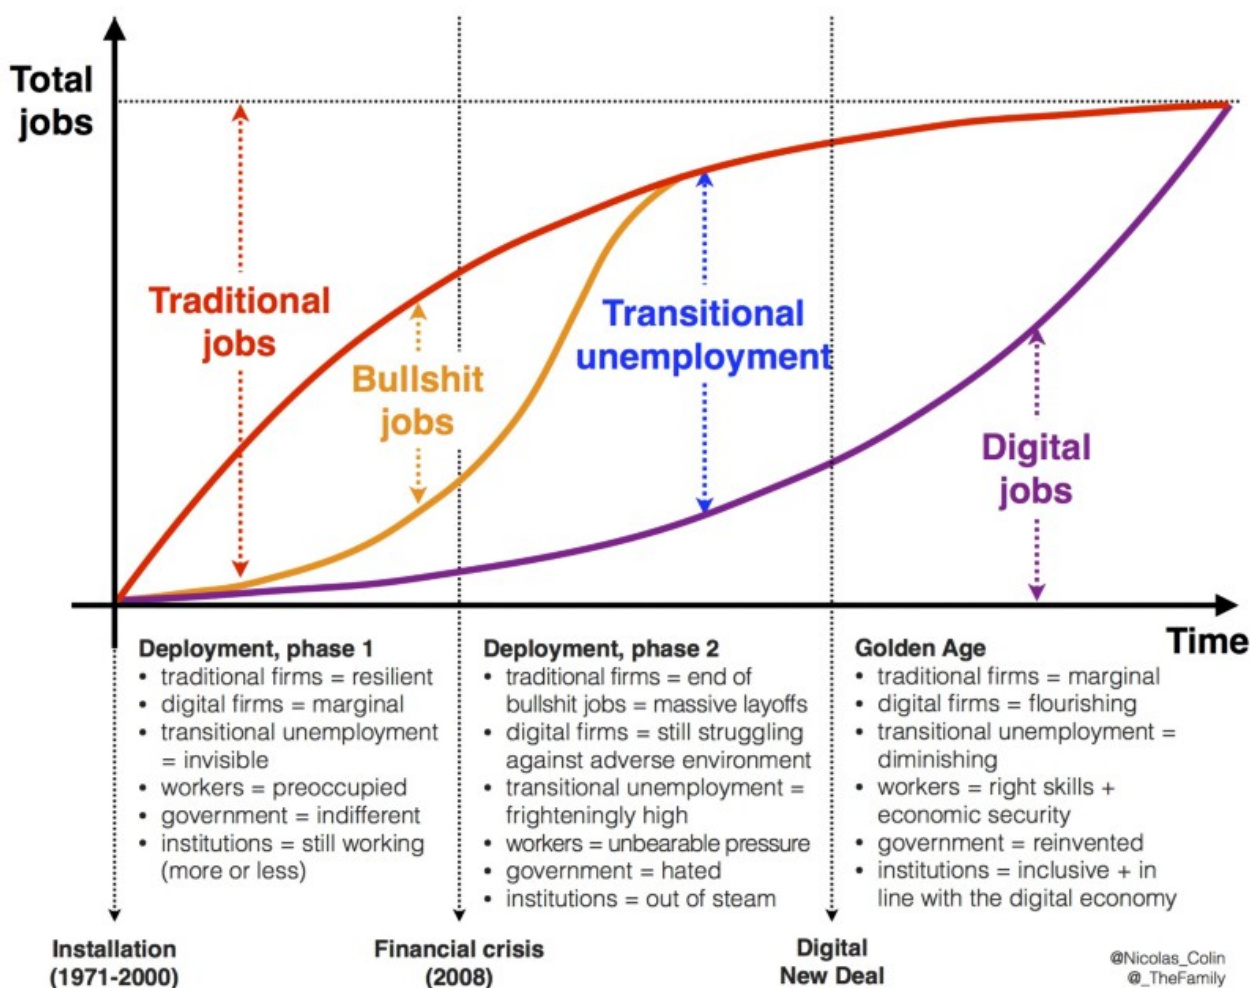 Total
jobs
Traditional
jobs
Bullshit
jobs
Transitional
unemployment
Digital
jobs
Time
Deployment, phase 1
• traditional firms = resilient
• digital firms = marginal
• transitional unemployment
= invisible
• workers = preoccupied
• government = indifferent
• institutions = still working
(more or less)
Deployment, phase 2
• traditional firms = end of
bullshit jobs = massive layoffs
• digital firms = still struggling
against adverse environment
• transitional unemployment =
frighteningly high
• workers = unbearable pressure
• government = hated
• institutions = out of steam
Golden Age
• traditional firms = marginal
• digital firms = flourishing
• transitional unemployment =
diminishing
• workers = right skills +
economic security
• government = reinvented
• institutions = inclusive + in
line with the digital economy
Installation
(1971-2000)
Financial crisis
(2008)
Digital
New Deal
@Nicolas_Colin
@_TheFamily